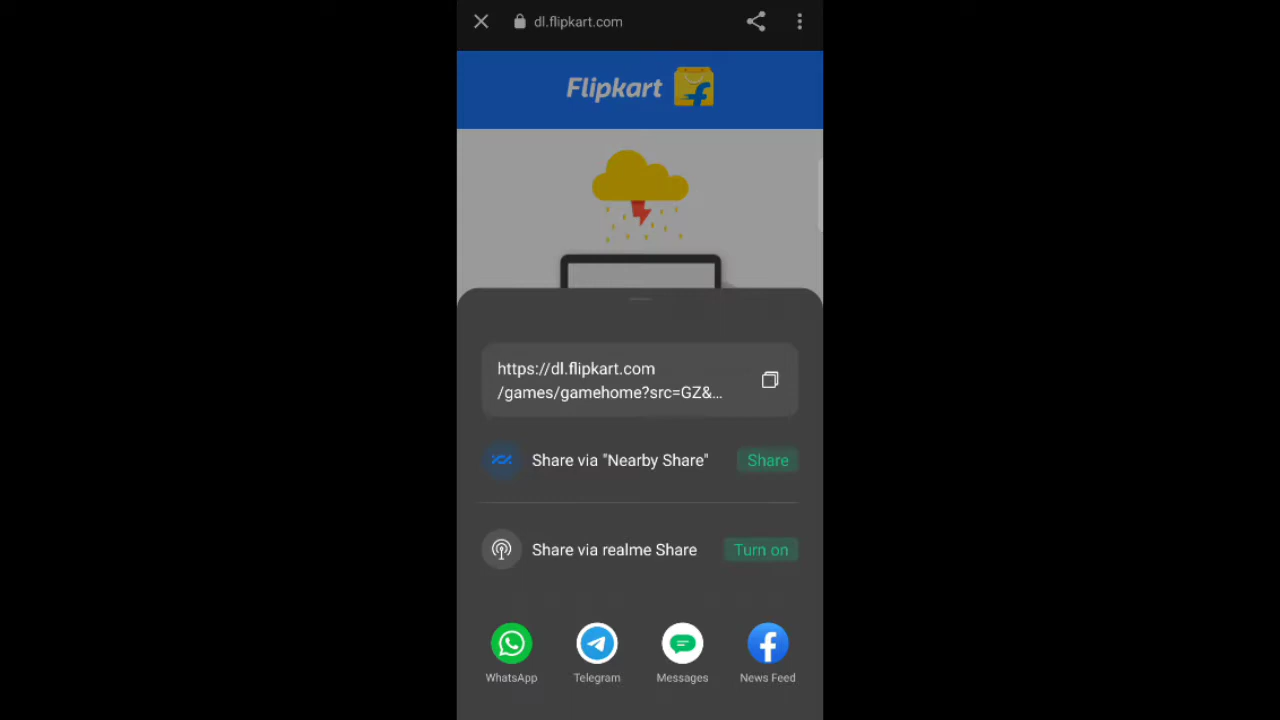 dl.flipkart.com
Flipkart
https://dl.flipkart.com
/games/gamehome?src=GZ&...
Share via "Nearby Share"
Share
Share via realme Share
Turn on
WhatsApp
Telegram
Messages
News Feed